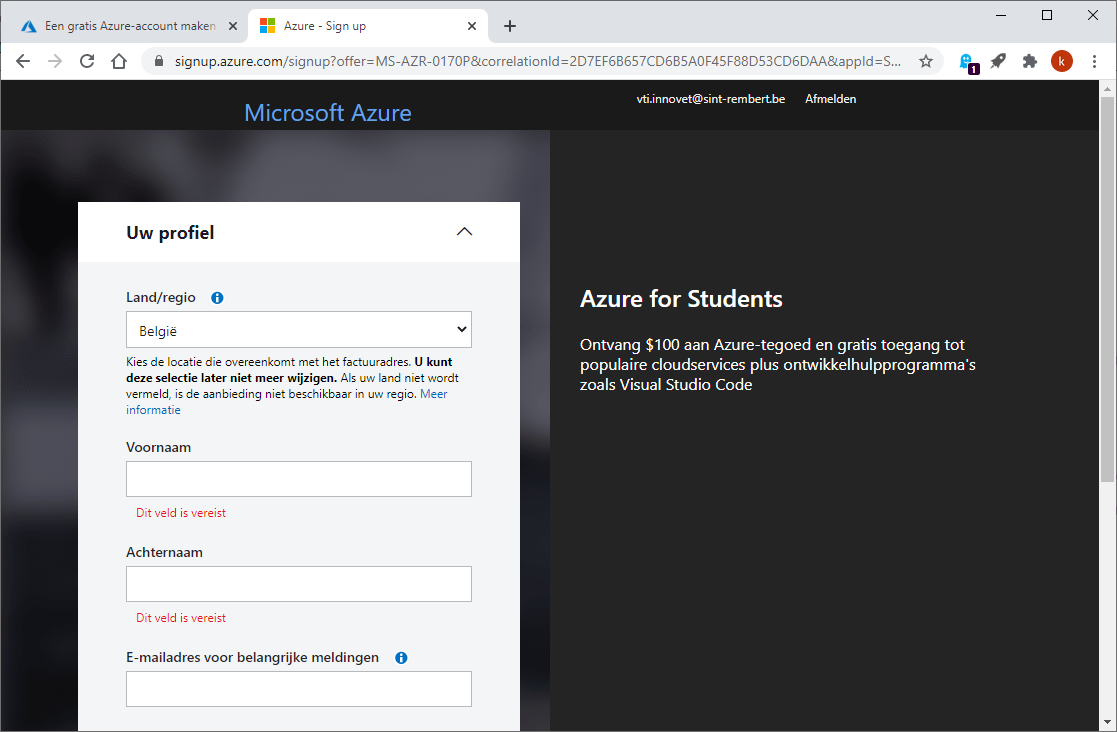 Een gratis Azure-account maken
Azure - Sign up
signup.azure.com/signup?offer=MS-AZR-0170P&correlationId=2D7EF6B657CD6B5A0F45F88D53CD6DAA&appId=S...
1
k
Microsoft Azure
vti.innovet@sint-rembert.be
Afmelden
Uw profiel
Land/regio
België
Kies de locatie die overeenkomt met het factuuradres. U kunt
deze selectie later niet meer wijzigen. Als uw land niet wordt
vermeld, is de aanbieding niet beschikbaar in uw regio. Meer
informatie
Voornaam
Dit veld is vereist
Achternaam
Dit veld is vereist
E-mailadres voor belangrijke meldingen
Azure for Students
Ontvang $100 aan Azure-tegoed en gratis toegang tot
populaire cloudservices plus ontwikkelhulpprogramma's
zoals Visual Studio Code